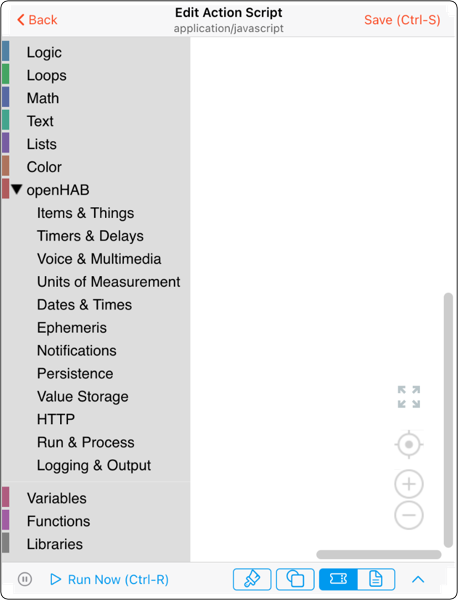 Back
Edit Action Script
Save (Ctrl-S)
application/javascript
Logic
Loops
Math
Text
Lists
Color
openHAB
Items & Things
Timers & Delays
Voice & Multimedia
Units of Measurement
Dates & Times
Ephemeris
Notifications
Persistence
Value Storage
HTTP
Run & Process
Logging & Output
Variables
Functions
Libraries
Run Now (Ctrl-R)